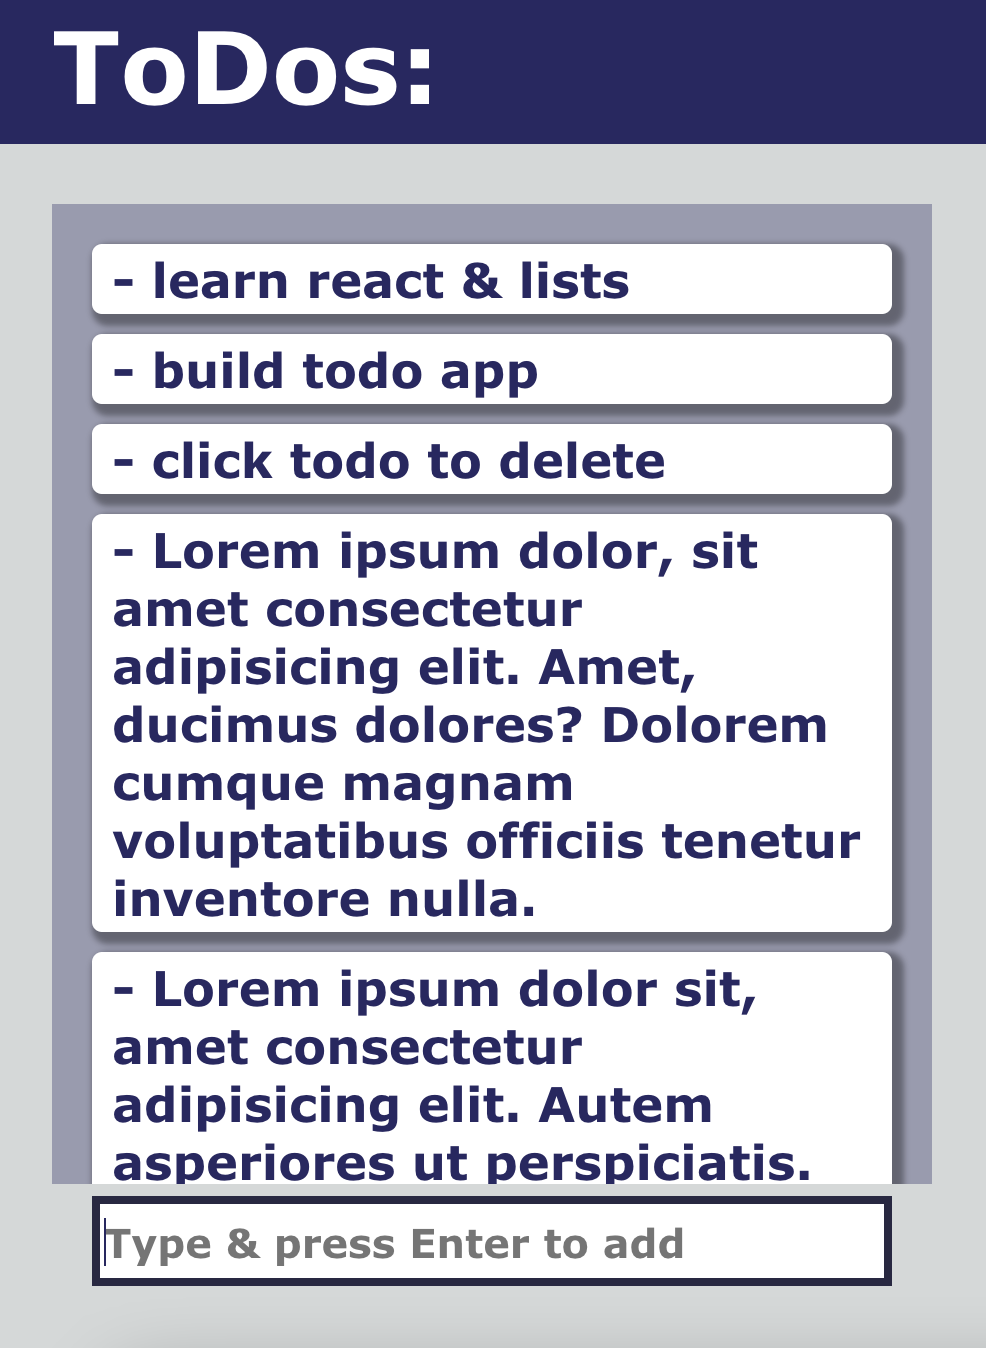 ToDos:
- learn react & lists
- build todo app
- click todo to delete
- Lorem ipsum dolor, sit
amet consectetur
adipisicing elit. Amet,
ducimus dolores? Dolorem
cumque magnam
voluptatibus officiis tenetur
inventore nulla.
- Lorem ipsum dolor sit,
amet consectetur
adipisicing elit. Autem
asperiores ut perspiciatis.
Type & press Enter to add